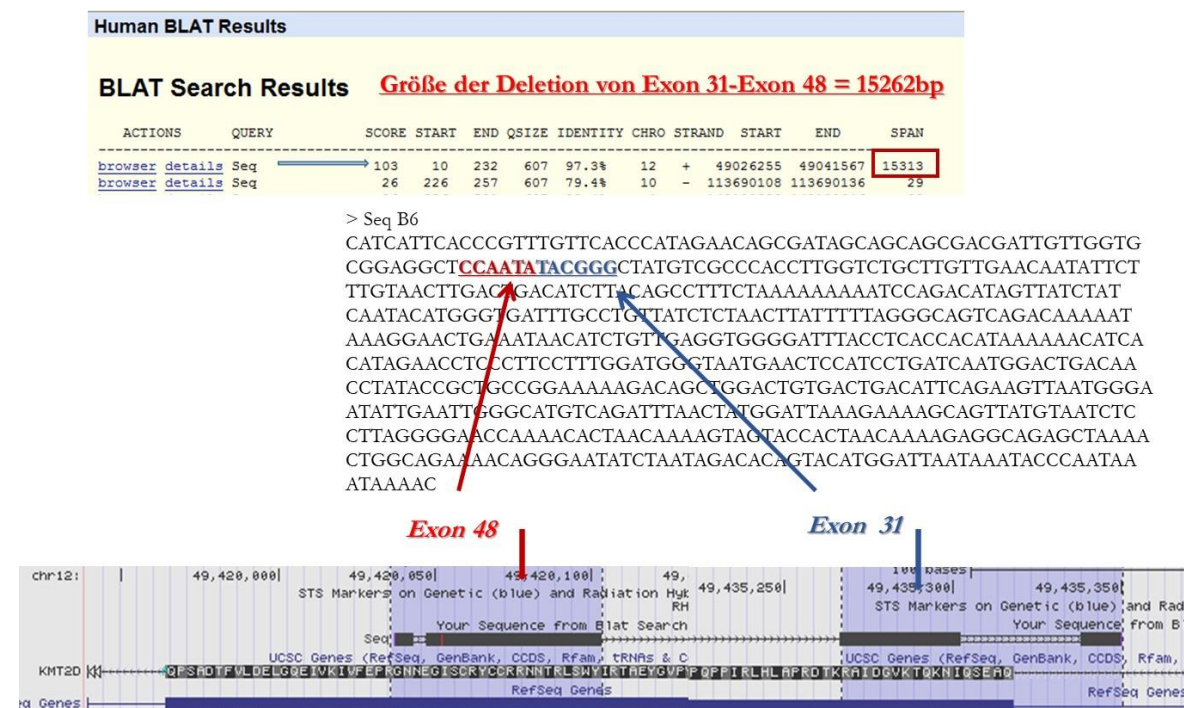 Human BLAT Results
BLAT Search Results
Größe der Deletion von Exon 31-Exon 48 = 15262bp
ACTIONS QUERY SCORE START END QSIZE IDENTITY CHRO STRAND START END SPAN
browser details Seq 103 10 232 607 97.3% 12 + 49026255 49041567 15313
browser details Seq 26 226 257 607 79.4% 10 - 113690108 113690136 29
> Seq B6
CATCATTCACCCGTTTGTTCACCCATAGAACAGCGATAGCAGCAGCGACGATTGTTGGTG
CGGAGGCTCCAATATACGGGCTATGTCGCCCACCTTGGTCTGCTTGTTGAACAATATTCT
TTGTAACTTGACTGACATCTTACAGCCTTTCTAAAAAAAAATCCAGACATAGTTATCTAT
CAATACATGGGTGATTTGCCTGTTATCTCTAACTTATTTTTAGGGCAGTCAGACAAAAAT
AAAGGAACTGAAATAACATCTGTTGAGGTGGGGATTTACCTCACCACATAAAAAACATCA
CATAGAACCTCCCTTCCTTTGGATGGGTAATGAACTCCATCCTGATCAATGGACTGACAA
CCTATACCGCTGCCGGAAAAAGACAGCTGGACTGTGACTGACATTCAGAAGTTAATGGGA
ATATTGAATTGGGCATGTCAGATTTAACTATGGATTAAAGAAAAGCAGTTATGTAATCTC
CTTAGGGGAACCAAAACACTAACAAAAGTAGTACCACTAACAAAAGAGGCAGAGCTAAAA
CTGGCAGAAAACAGGGAATATCTAATAGACACAGTACATGGATTAATAAATACCCAATAA
ATAAAAC
Exon 48 Exon 31
100 bases
chr12: 49,420,000| 49,420,050| 49,420,100| 49, 49,435,250| 49,435,300| 49,435,350|
STS Markers on Genetic (blue) and Radiation Hyk STS Markers on Genetic (blue) and Rad
RH
Your Sequence from Blat Search Your Sequence from B
Seq
UCSC Genes (RefSeq, GenBank, CCDS, Rfam, tRNAs & C UCSC Genes (RefSeq, GenBank, CCDS, Rfam,
KMT2D QPSADTFVLDELGQEIVKIVFEPRGNNEGISCRYCCRRNNTRLSWYIRTAEYGVP PQPPIRLHLAPRDTKRAIDGVKTQKNIQSEAQ
RefSeq Genes RefSeq Genes
eq Genes